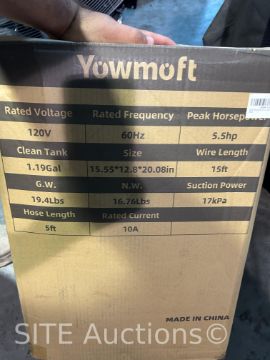 Yowmoft
Rated Voltage Rated Frequency Peak Horsepower
120V 60Hz 5.5hp
Clean Tank Size Wire Length
1.19Gal 15.55*12.8*20.08in 15ft
G.W. N.W. Suction Power
19.4Lbs 16.76Lbs 17kPa
Hose Length Rated Current
5ft 10A
MADE IN CHINA
SITE Auctions©